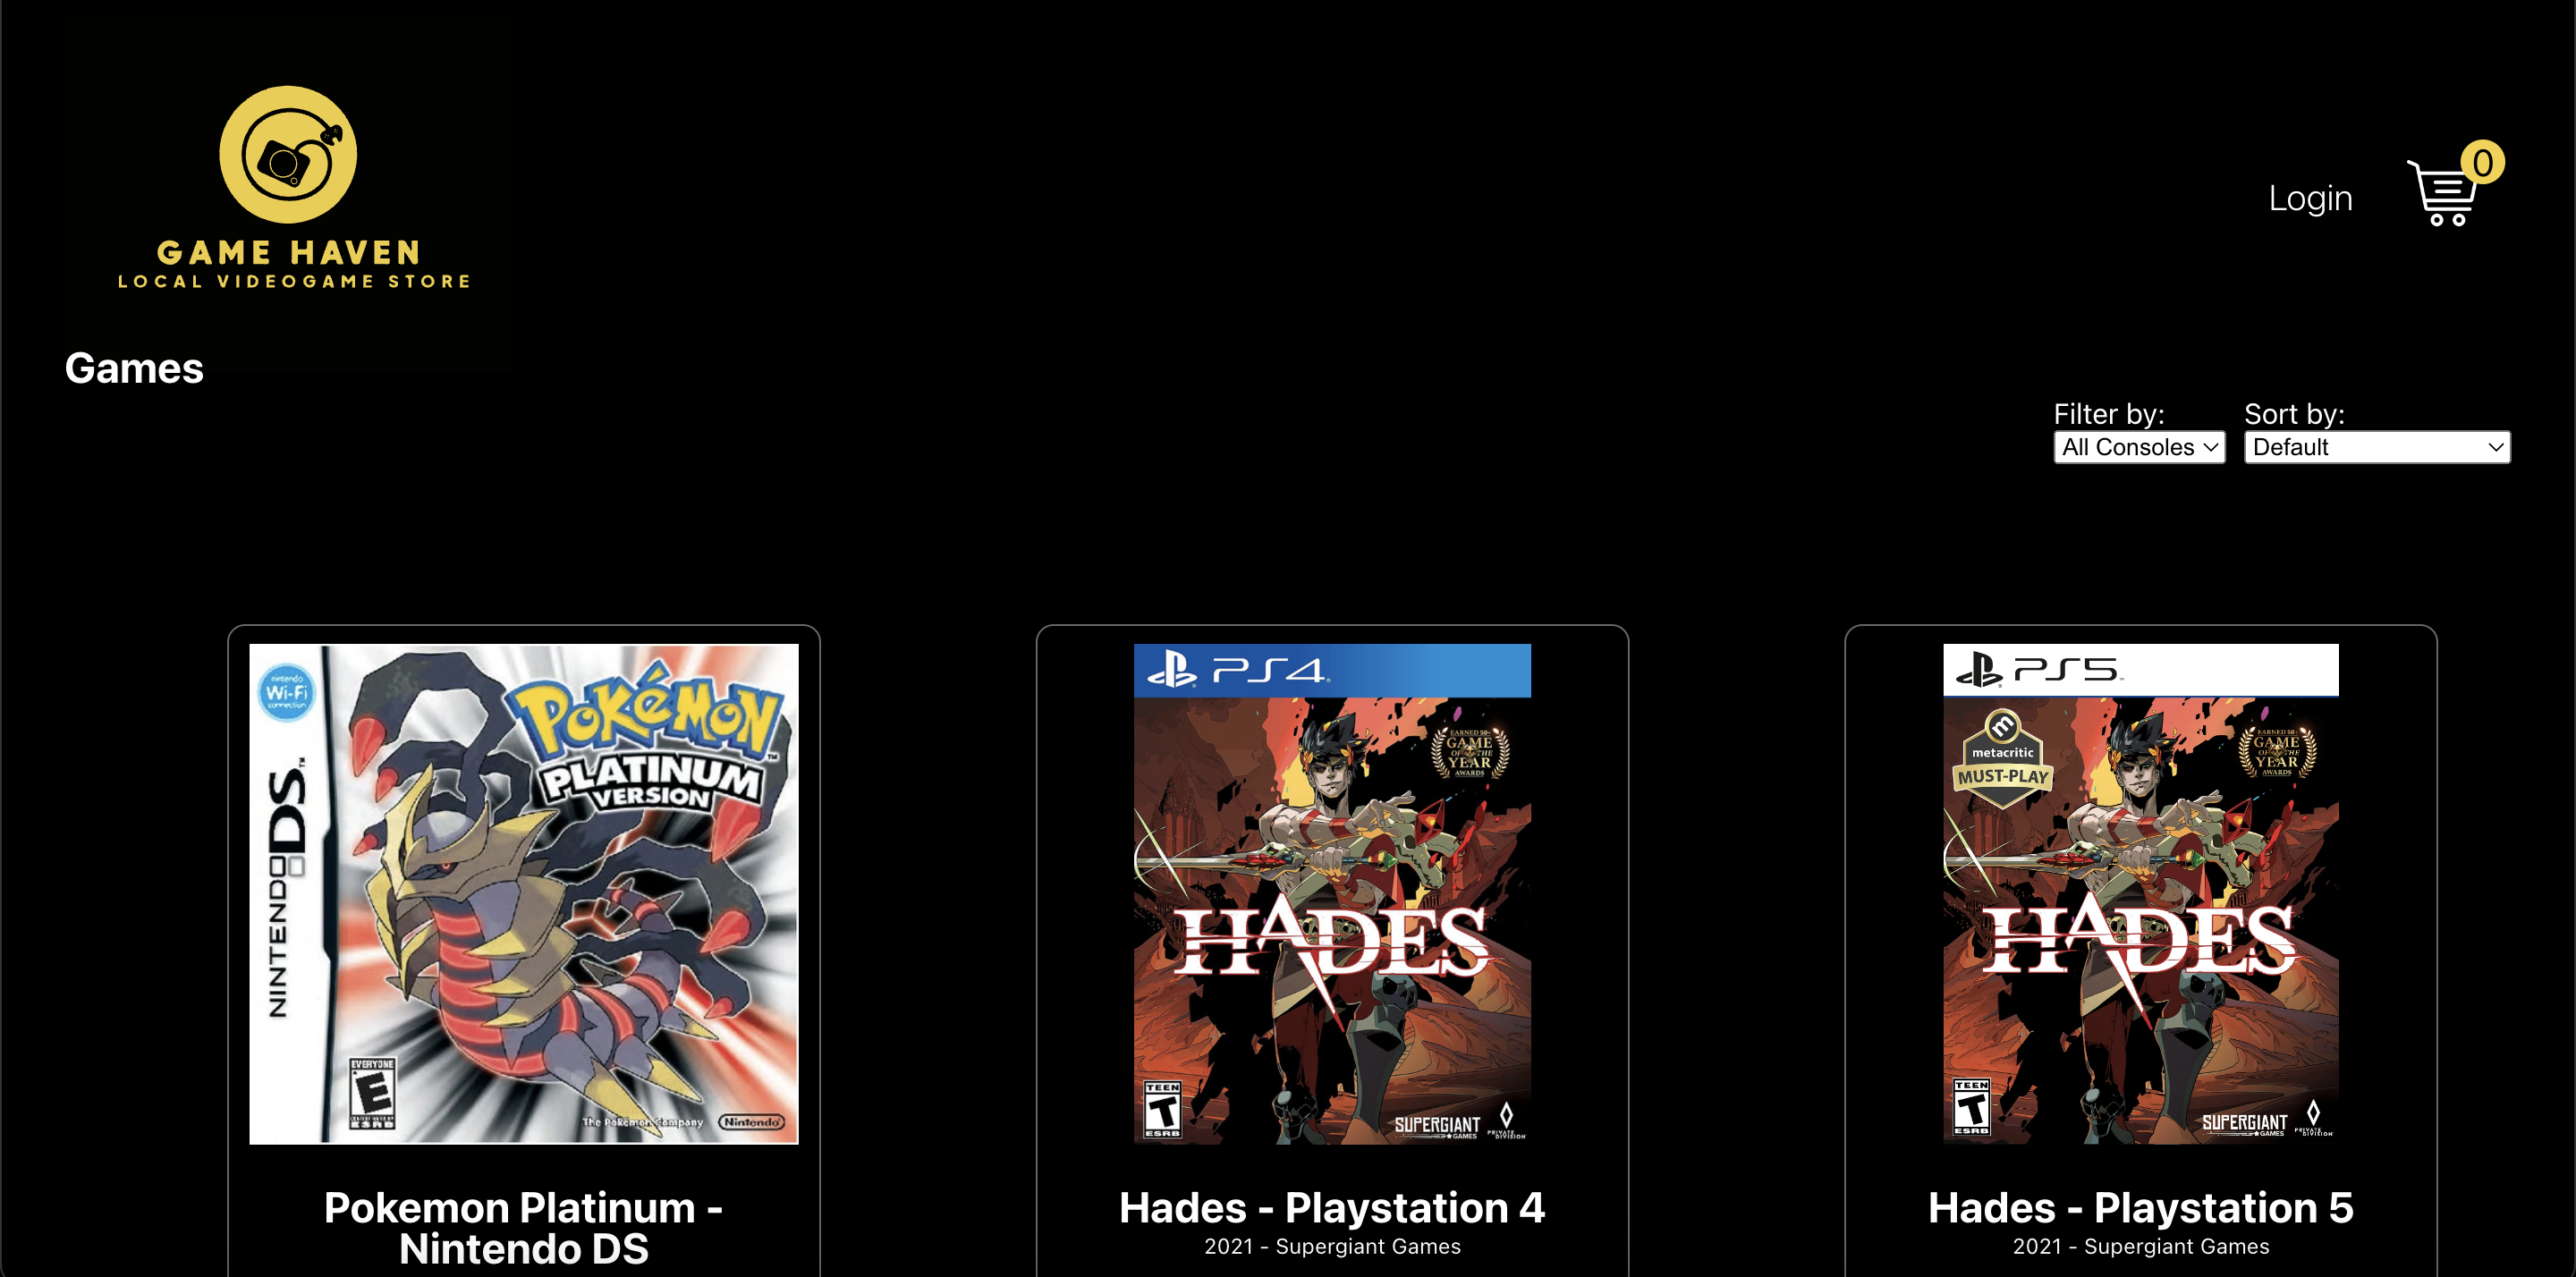 GAME HAVEN
LOCAL VIDEOGAME STORE
Login
0
Games
Filter by:
All Consoles
Sort by:
Default
nintendo
Wi-Fi
connection
NINTENDO DS
POKéMON
PLATINUM
VERSION
EVERYONE
E
ESRB
The Pokémon Company
Nintendo
Pokemon Platinum -
Nintendo DS
PS4
EARNED 50+
GAME
OF THE
YEAR
AWARDS
HADES
TEEN
T
ESRB
SUPERGIANT
GAMES
PRIVATE
DIVISION
Hades - Playstation 4
2021 - Supergiant Games
PS5
m
metacritic
MUST-PLAY
EARNED 50+
GAME
OF THE
YEAR
AWARDS
HADES
TEEN
T
ESRB
SUPERGIANT
GAMES
PRIVATE
DIVISION
Hades - Playstation 5
2021 - Supergiant Games